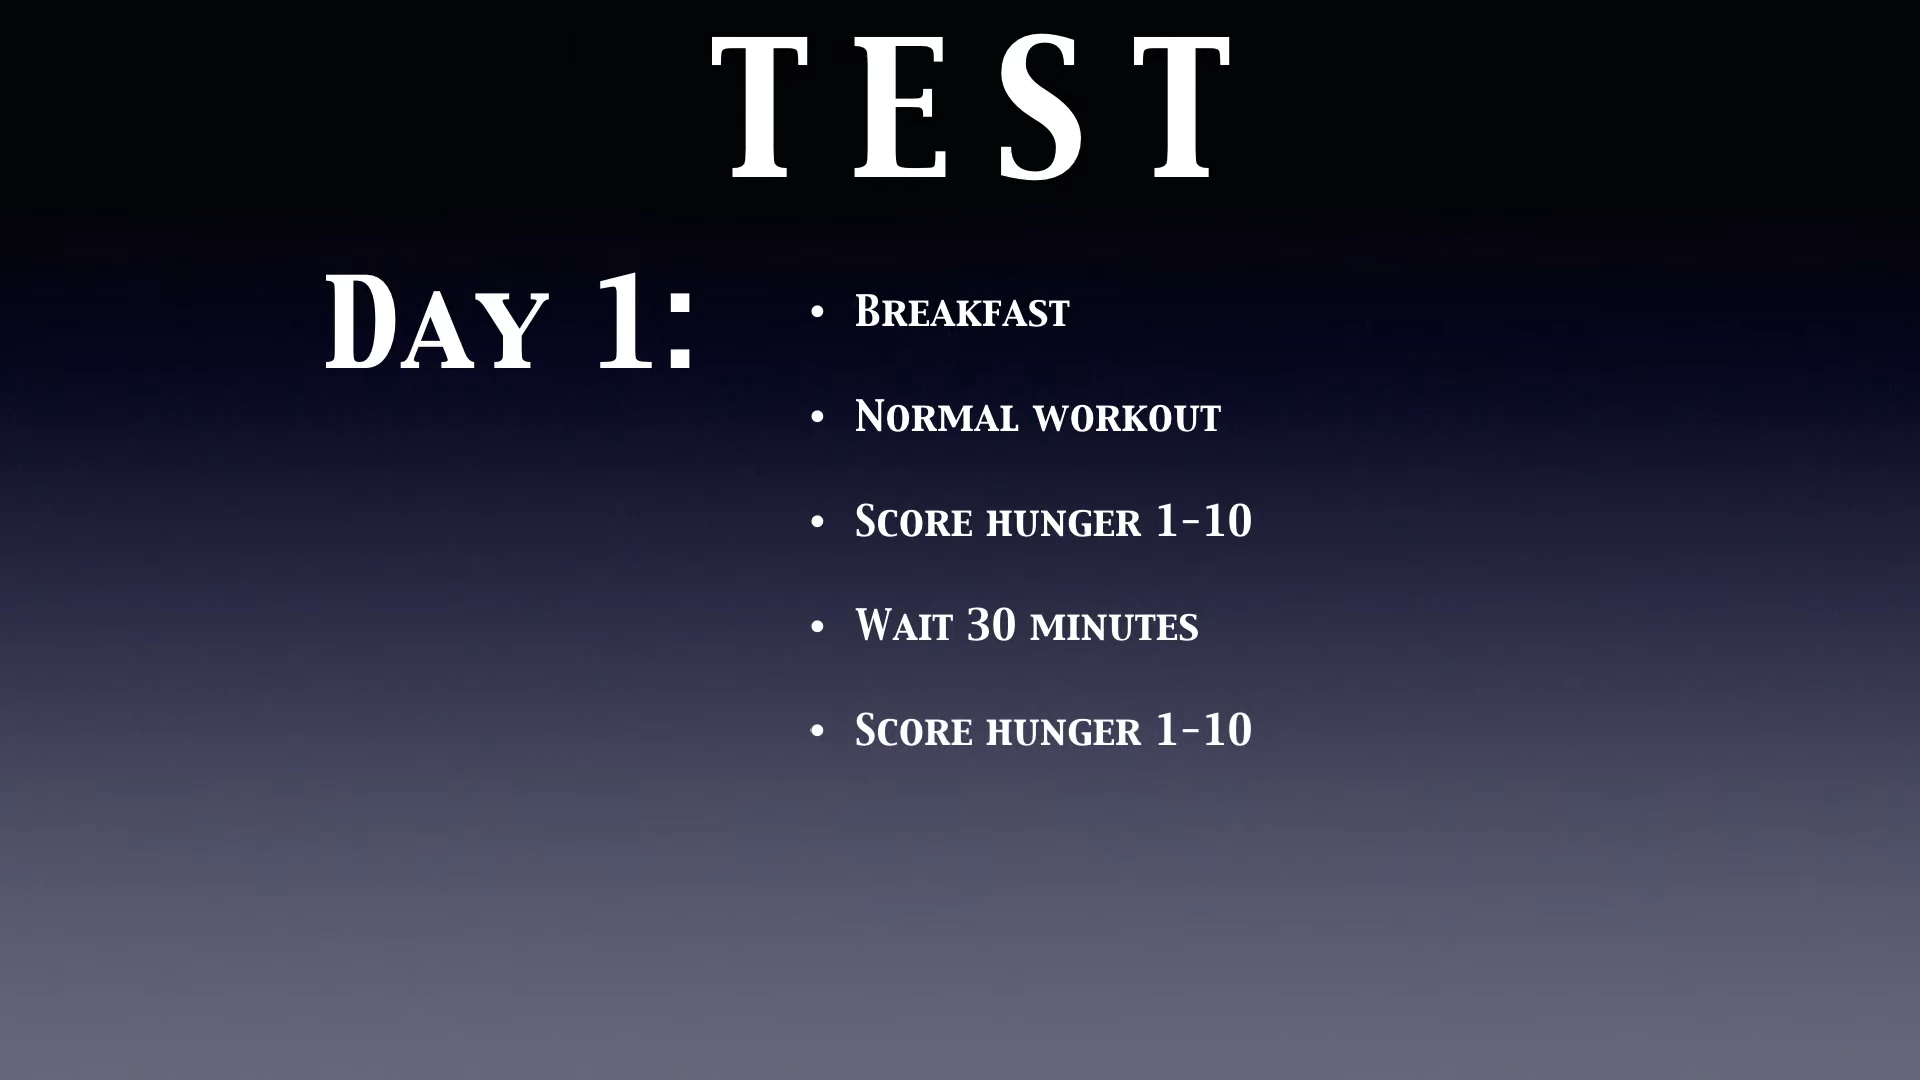 TEST
Day 1:
• Breakfast
• Normal workout
• Score hunger 1-10
• Wait 30 minutes
• Score hunger 1-10